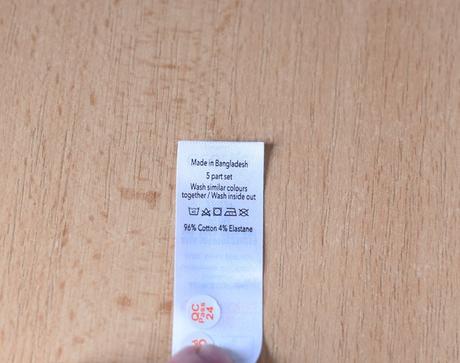 Made in Bangladesh
5 part set
Wash similar colours
together / Wash inside out
96% Cotton 4% Elastane
QC
Pass
24